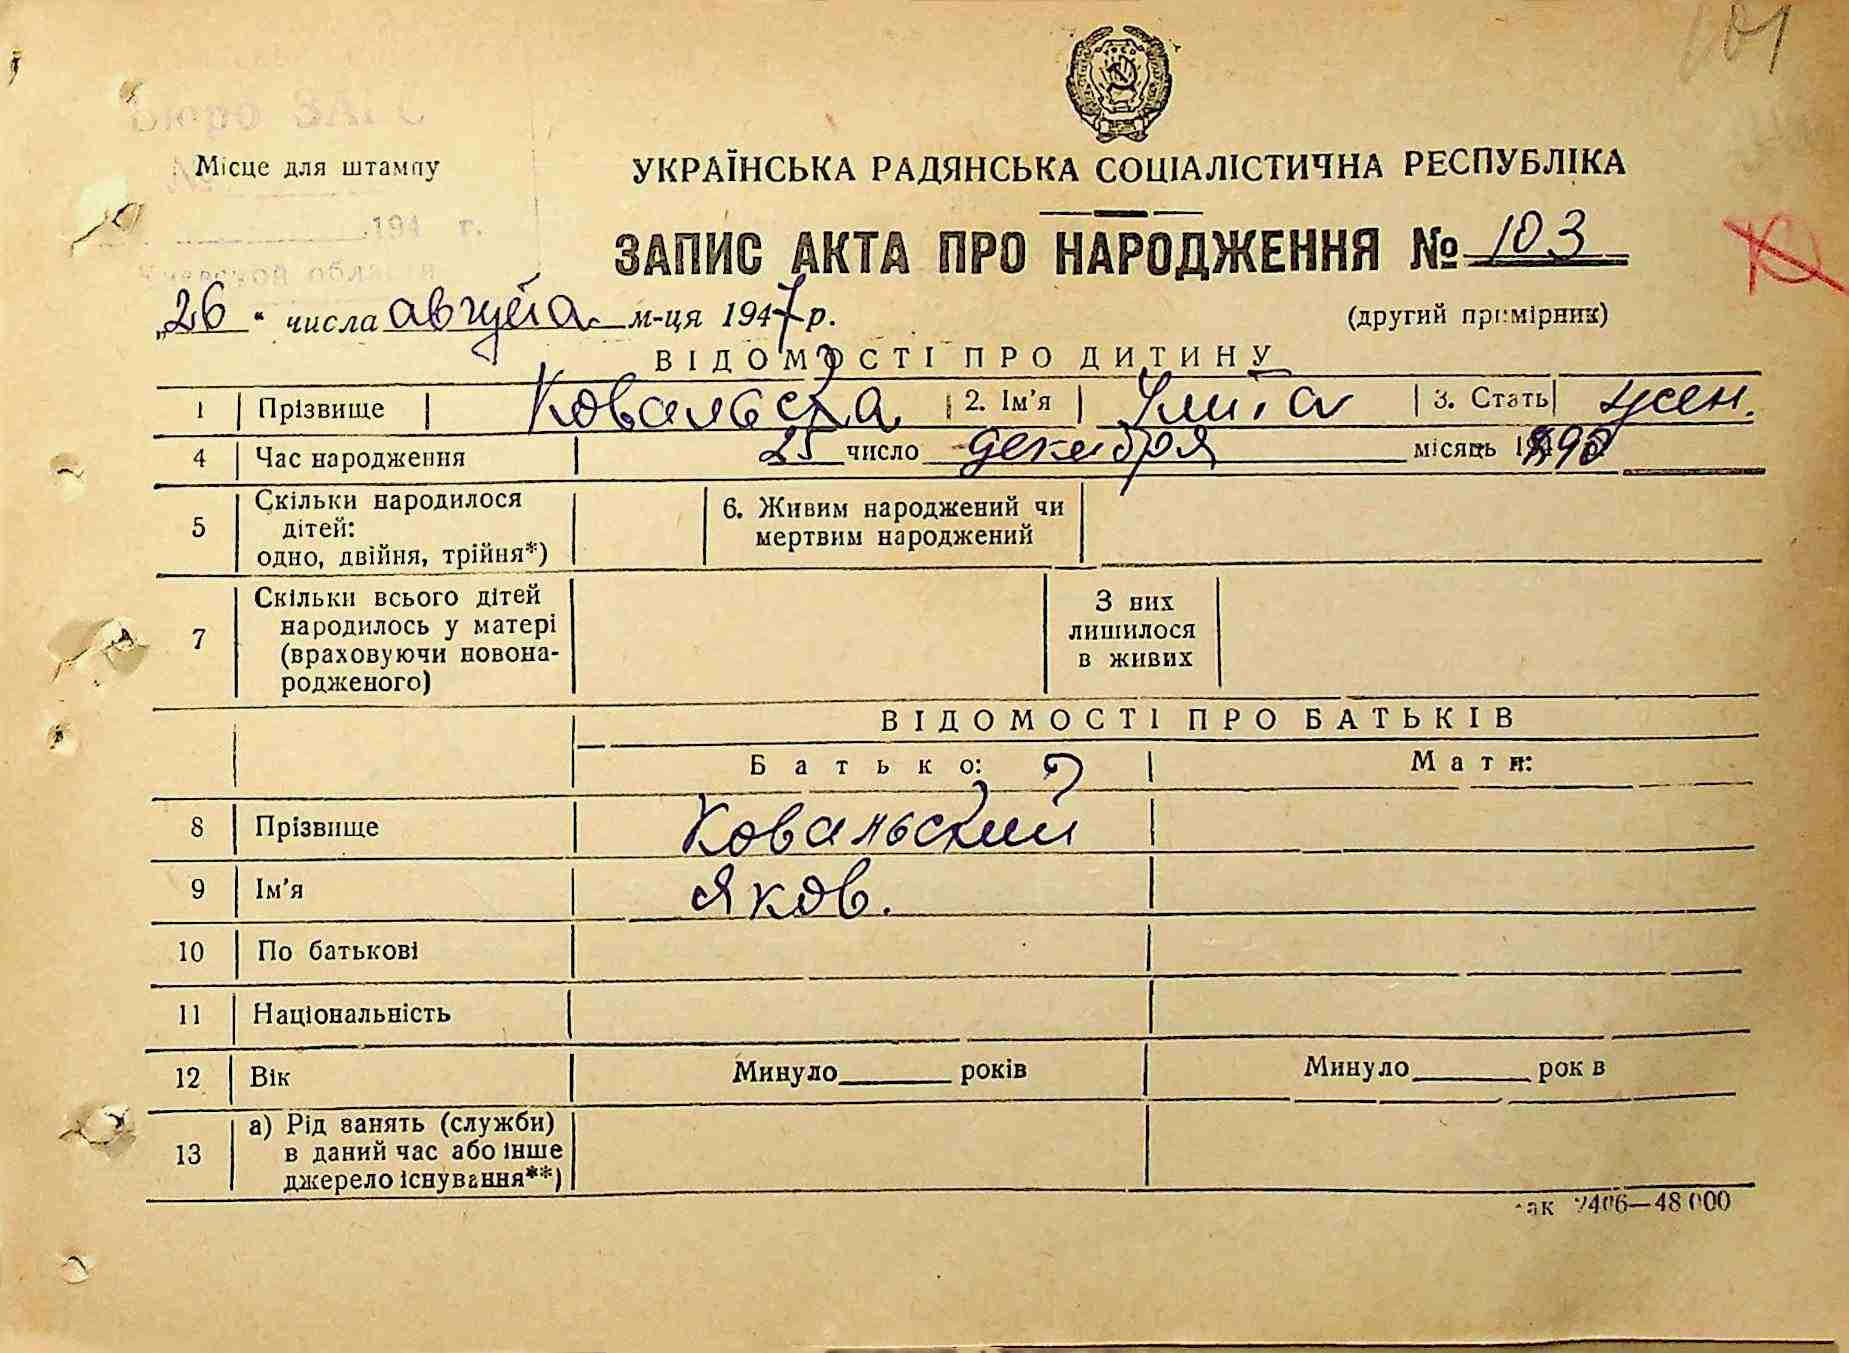 101
Бюро ЗАГС
Місце для штампу
УКРАЇНСЬКА РАДЯНСЬКА СОЦІАЛІСТИЧНА РЕСПУБЛІКА
194 г.
ЗАПИС АКТА ПРО НАРОДЖЕННЯ № 103
„26“ числа августа м-ця 1947 р.
(другий примірник)
ВІДОМОСТІ ПРО ДИТИНУ
1 Прізвище Ковальска 2. Ім’я 3. Стать жен.
4 Час народження 25 число декабря місяць 1890
5 Скільки народилося дітей: одно, двійня, трійня*) 6. Живим народжений чи мертвим народжений
7 Скільки всього дітей народилось у матері (враховуючи новонародженого) З них лишилося в живих
ВІДОМОСТІ ПРО БАТЬКІВ
Батько: Мати:
8 Прізвище Ковальский
9 Ім’я Яков.
10 По батькові
11 Національність
12 Вік Минуло років Минуло рок в
13 а) Рід занять (служби) в даний час або інше джерело існування**)
ак 2406—48 000